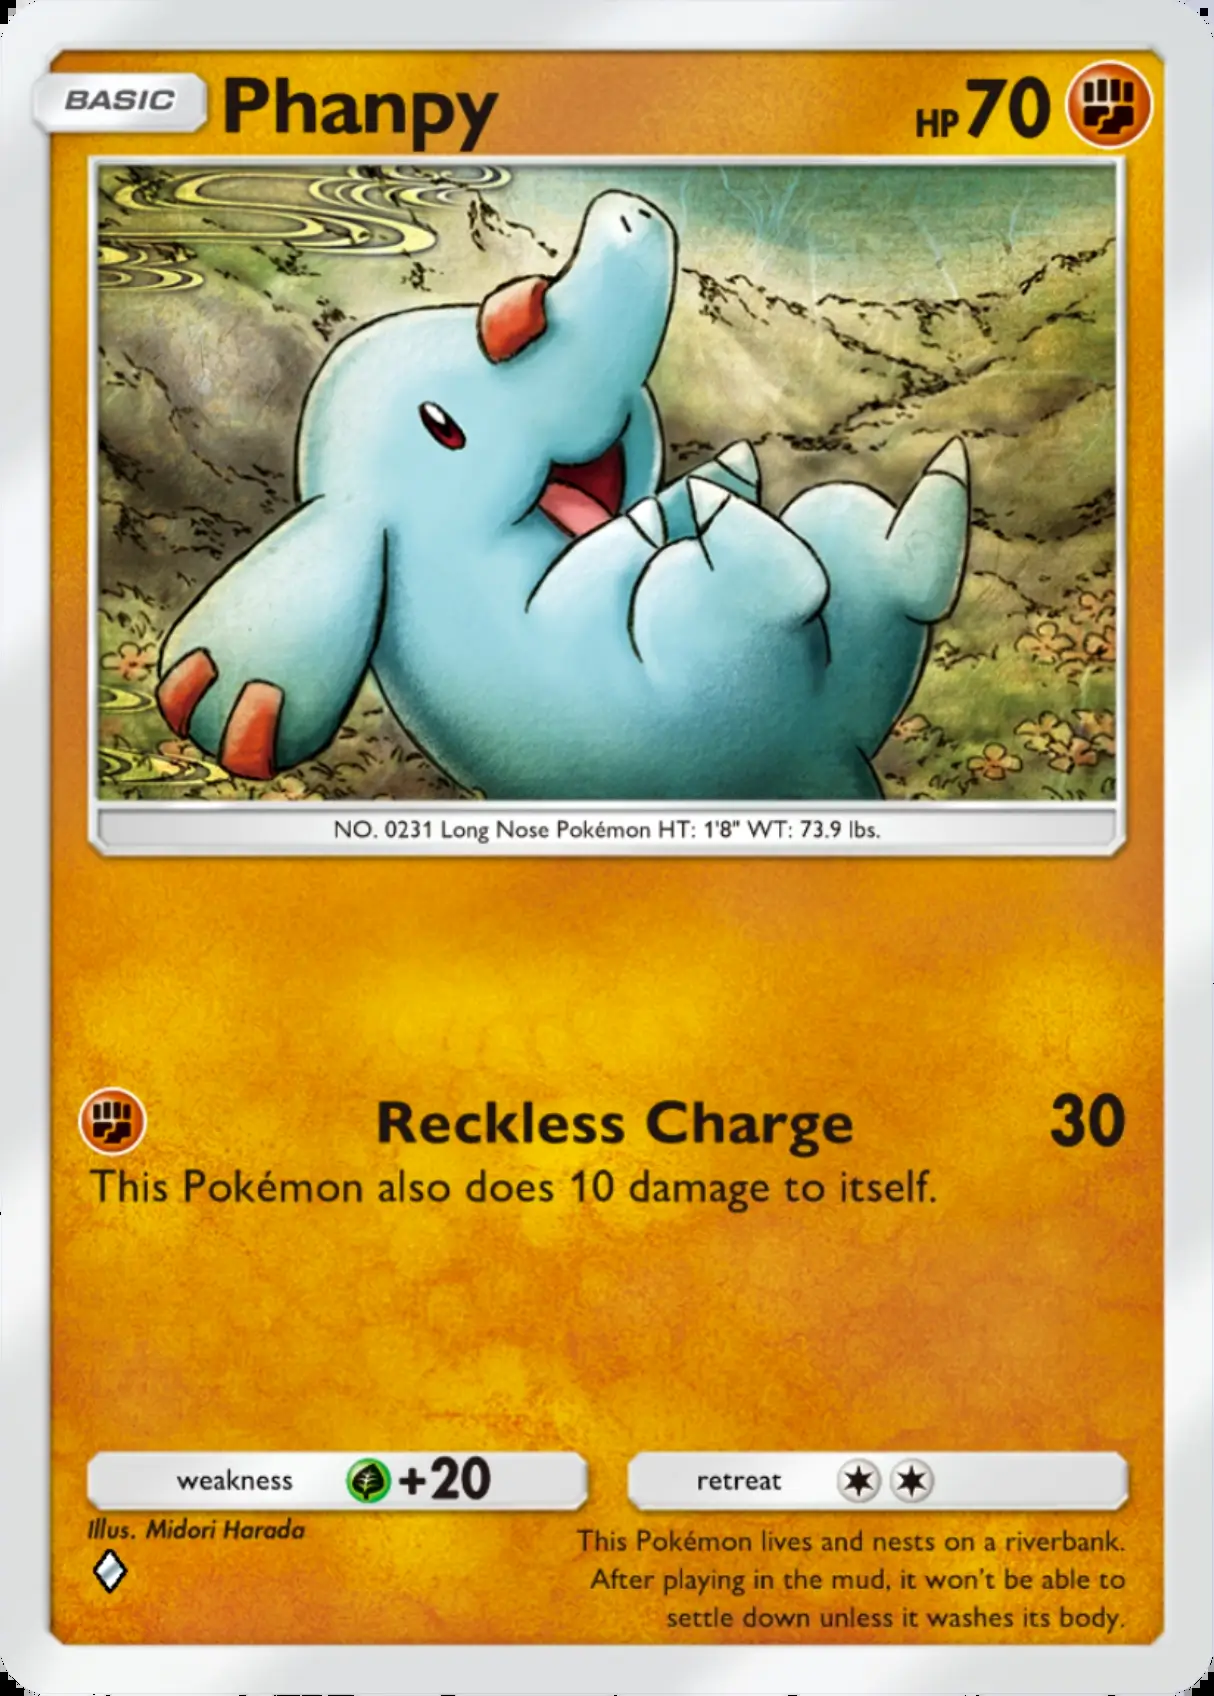 BASIC Phanpy HP 70
NO. 0231 Long Nose Pokémon HT: 1'8" WT: 73.9 lbs.
Reckless Charge 30
This Pokémon also does 10 damage to itself.
weakness +20 retreat
Illus. Midori Harada
This Pokémon lives and nests on a riverbank.
After playing in the mud, it won't be able to
settle down unless it washes its body.